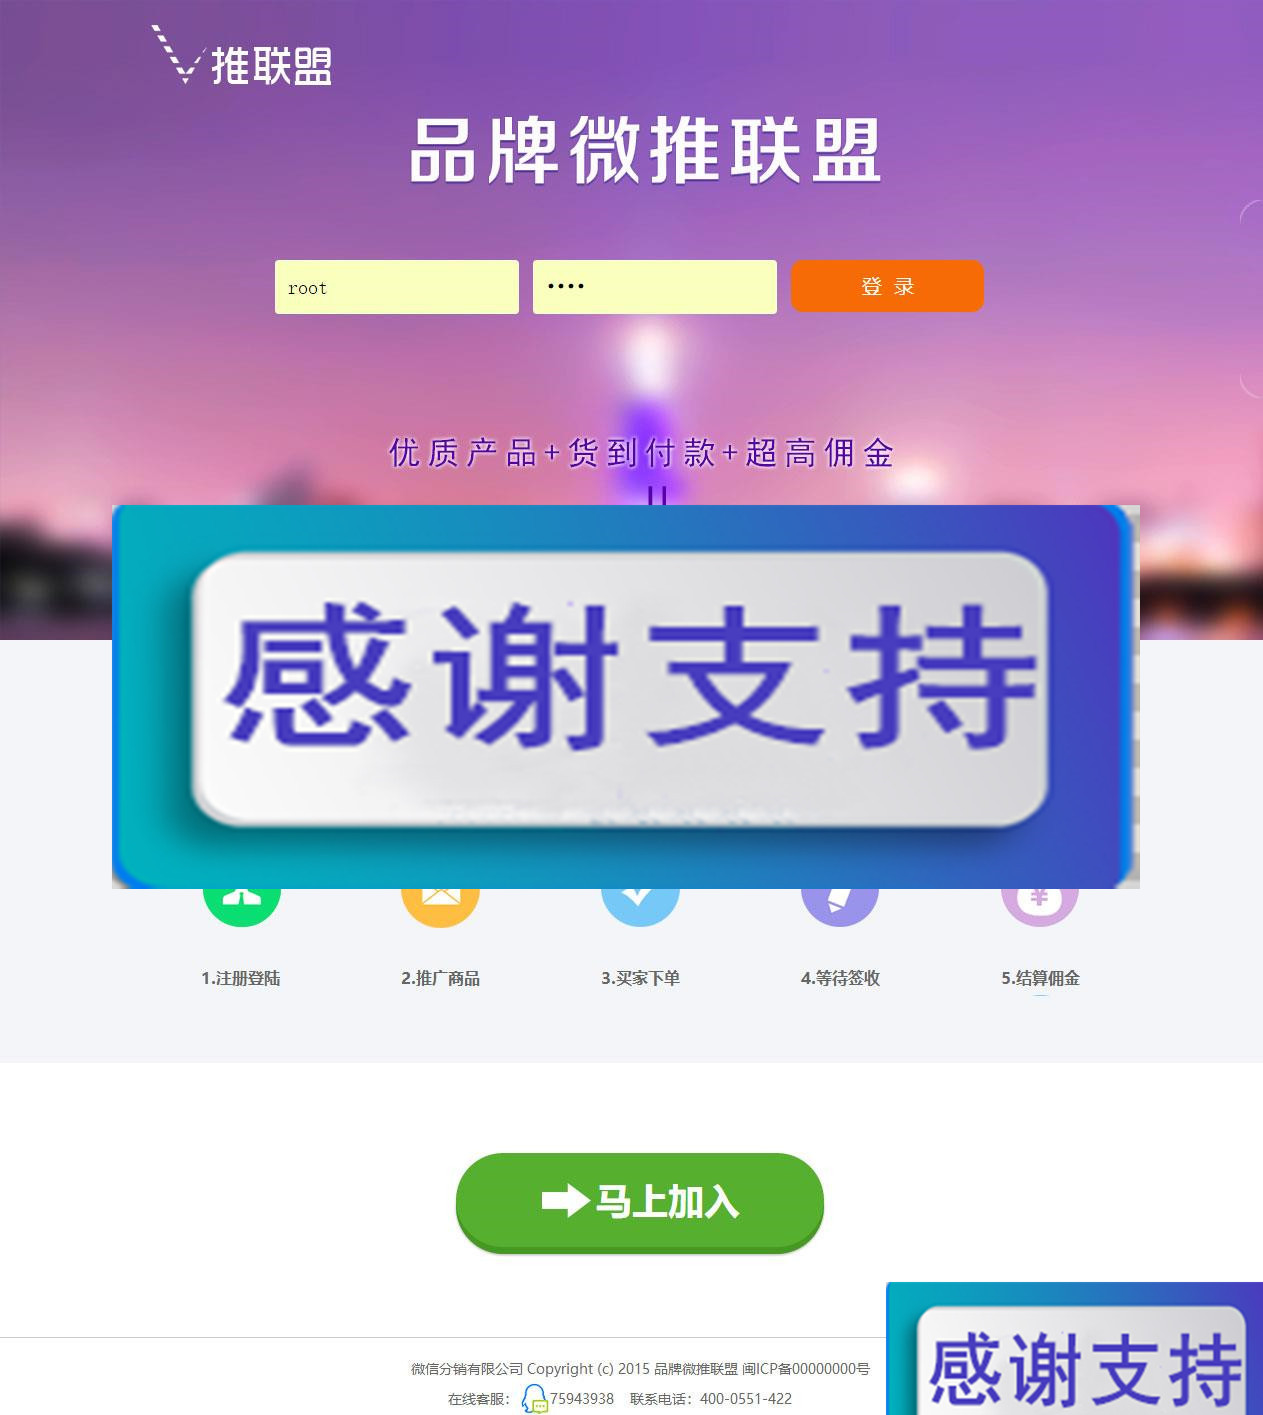 推联盟
品牌微推联盟
root
••••
登 录
优质产品+货到付款+超高佣金
感谢支持
1.注册登陆
2.推广商品
3.买家下单
4.等待签收
5.结算佣金
马上加入
微信分销有限公司 Copyright (c) 2015 品牌微推联盟 闽ICP备00000000号
在线客服： 75943938 联系电话：400-0551-422
感谢支持